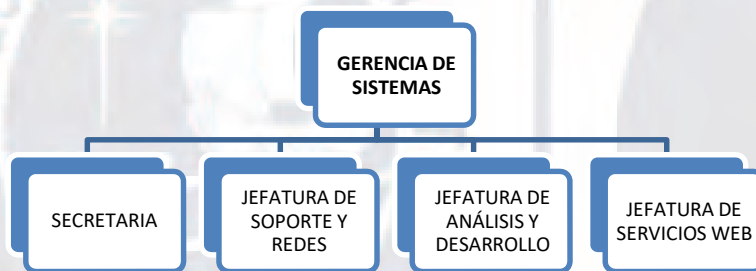 GERENCIA DE
SISTEMAS
SECRETARIA
JEFATURA DE
SOPORTE Y
REDES
JEFATURA DE
ANÁLISIS Y
DESARROLLO
JEFATURA DE
SERVICIOS WEB